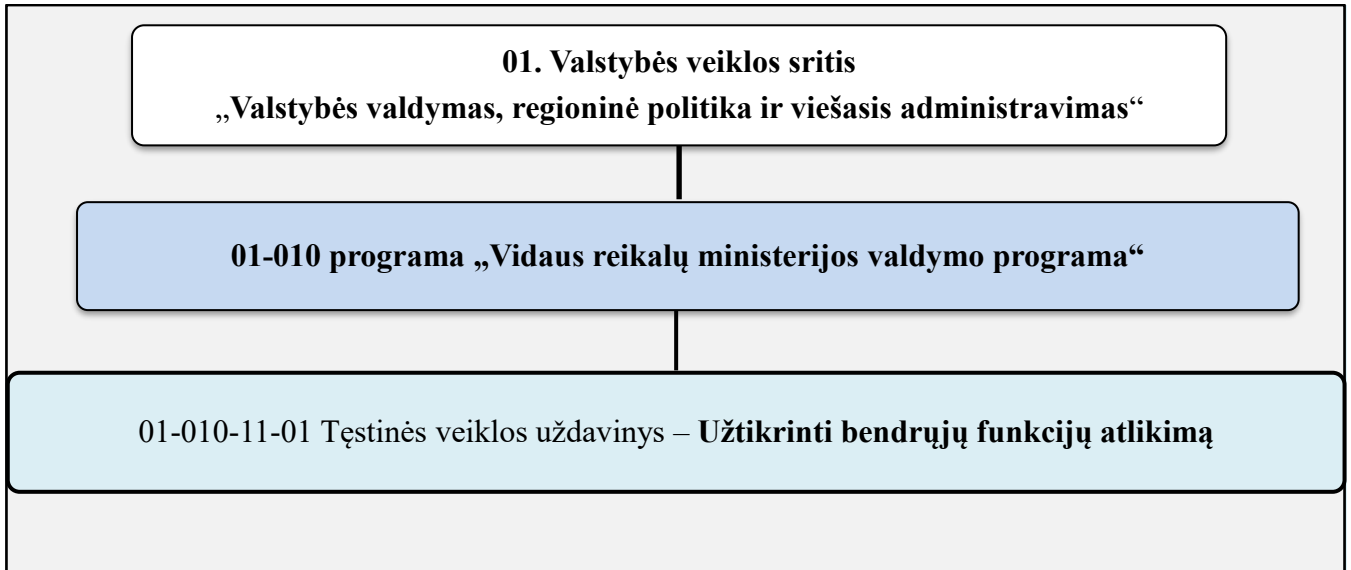 01. Valstybės veiklos sritis
„Valstybės valdymas, regioninė politika ir viešasis administravimas“
01-010 programa „Vidaus reikalų ministerijos valdymo programa“
01-010-11-01 Tęstinės veiklos uždavinys – Užtikrinti bendrųjų funkcijų atlikimą